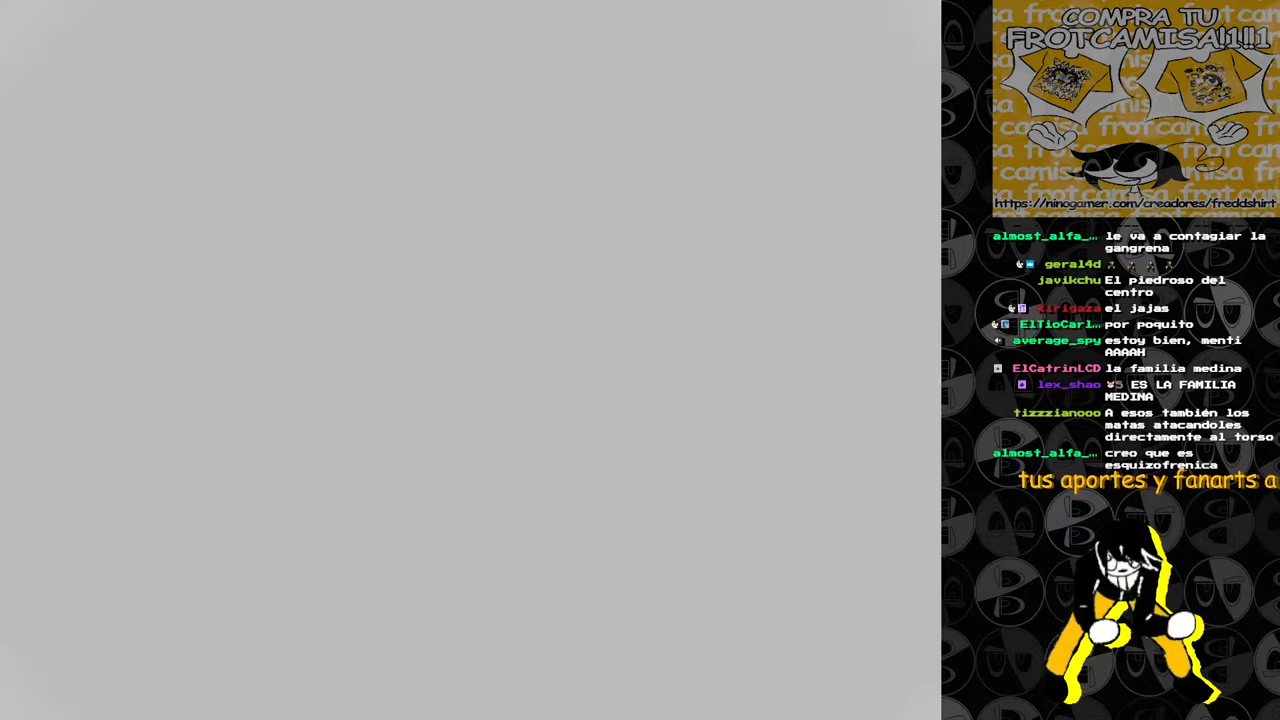 COMPRA TU
FROTCAMISA!1!!1
https://ninogamer.com/creadores/freddshirt
almost_alfa_… le va a contagiar la
gangrena
geral4d
javikchu El piedroso del
centro
Ririgaza el jajas
ElTioCarl… por poquito
average_spy estoy bien, menti
AAAAH
ElCatrinLCD la familia medina
lex_shao 5 ES LA FAMILIA
MEDINA
tizzzianooo A esos también los
matas atacandoles
directamente al torso
almost_alfa_… creo que es
esquizofrenica
tus aportes y fanarts a